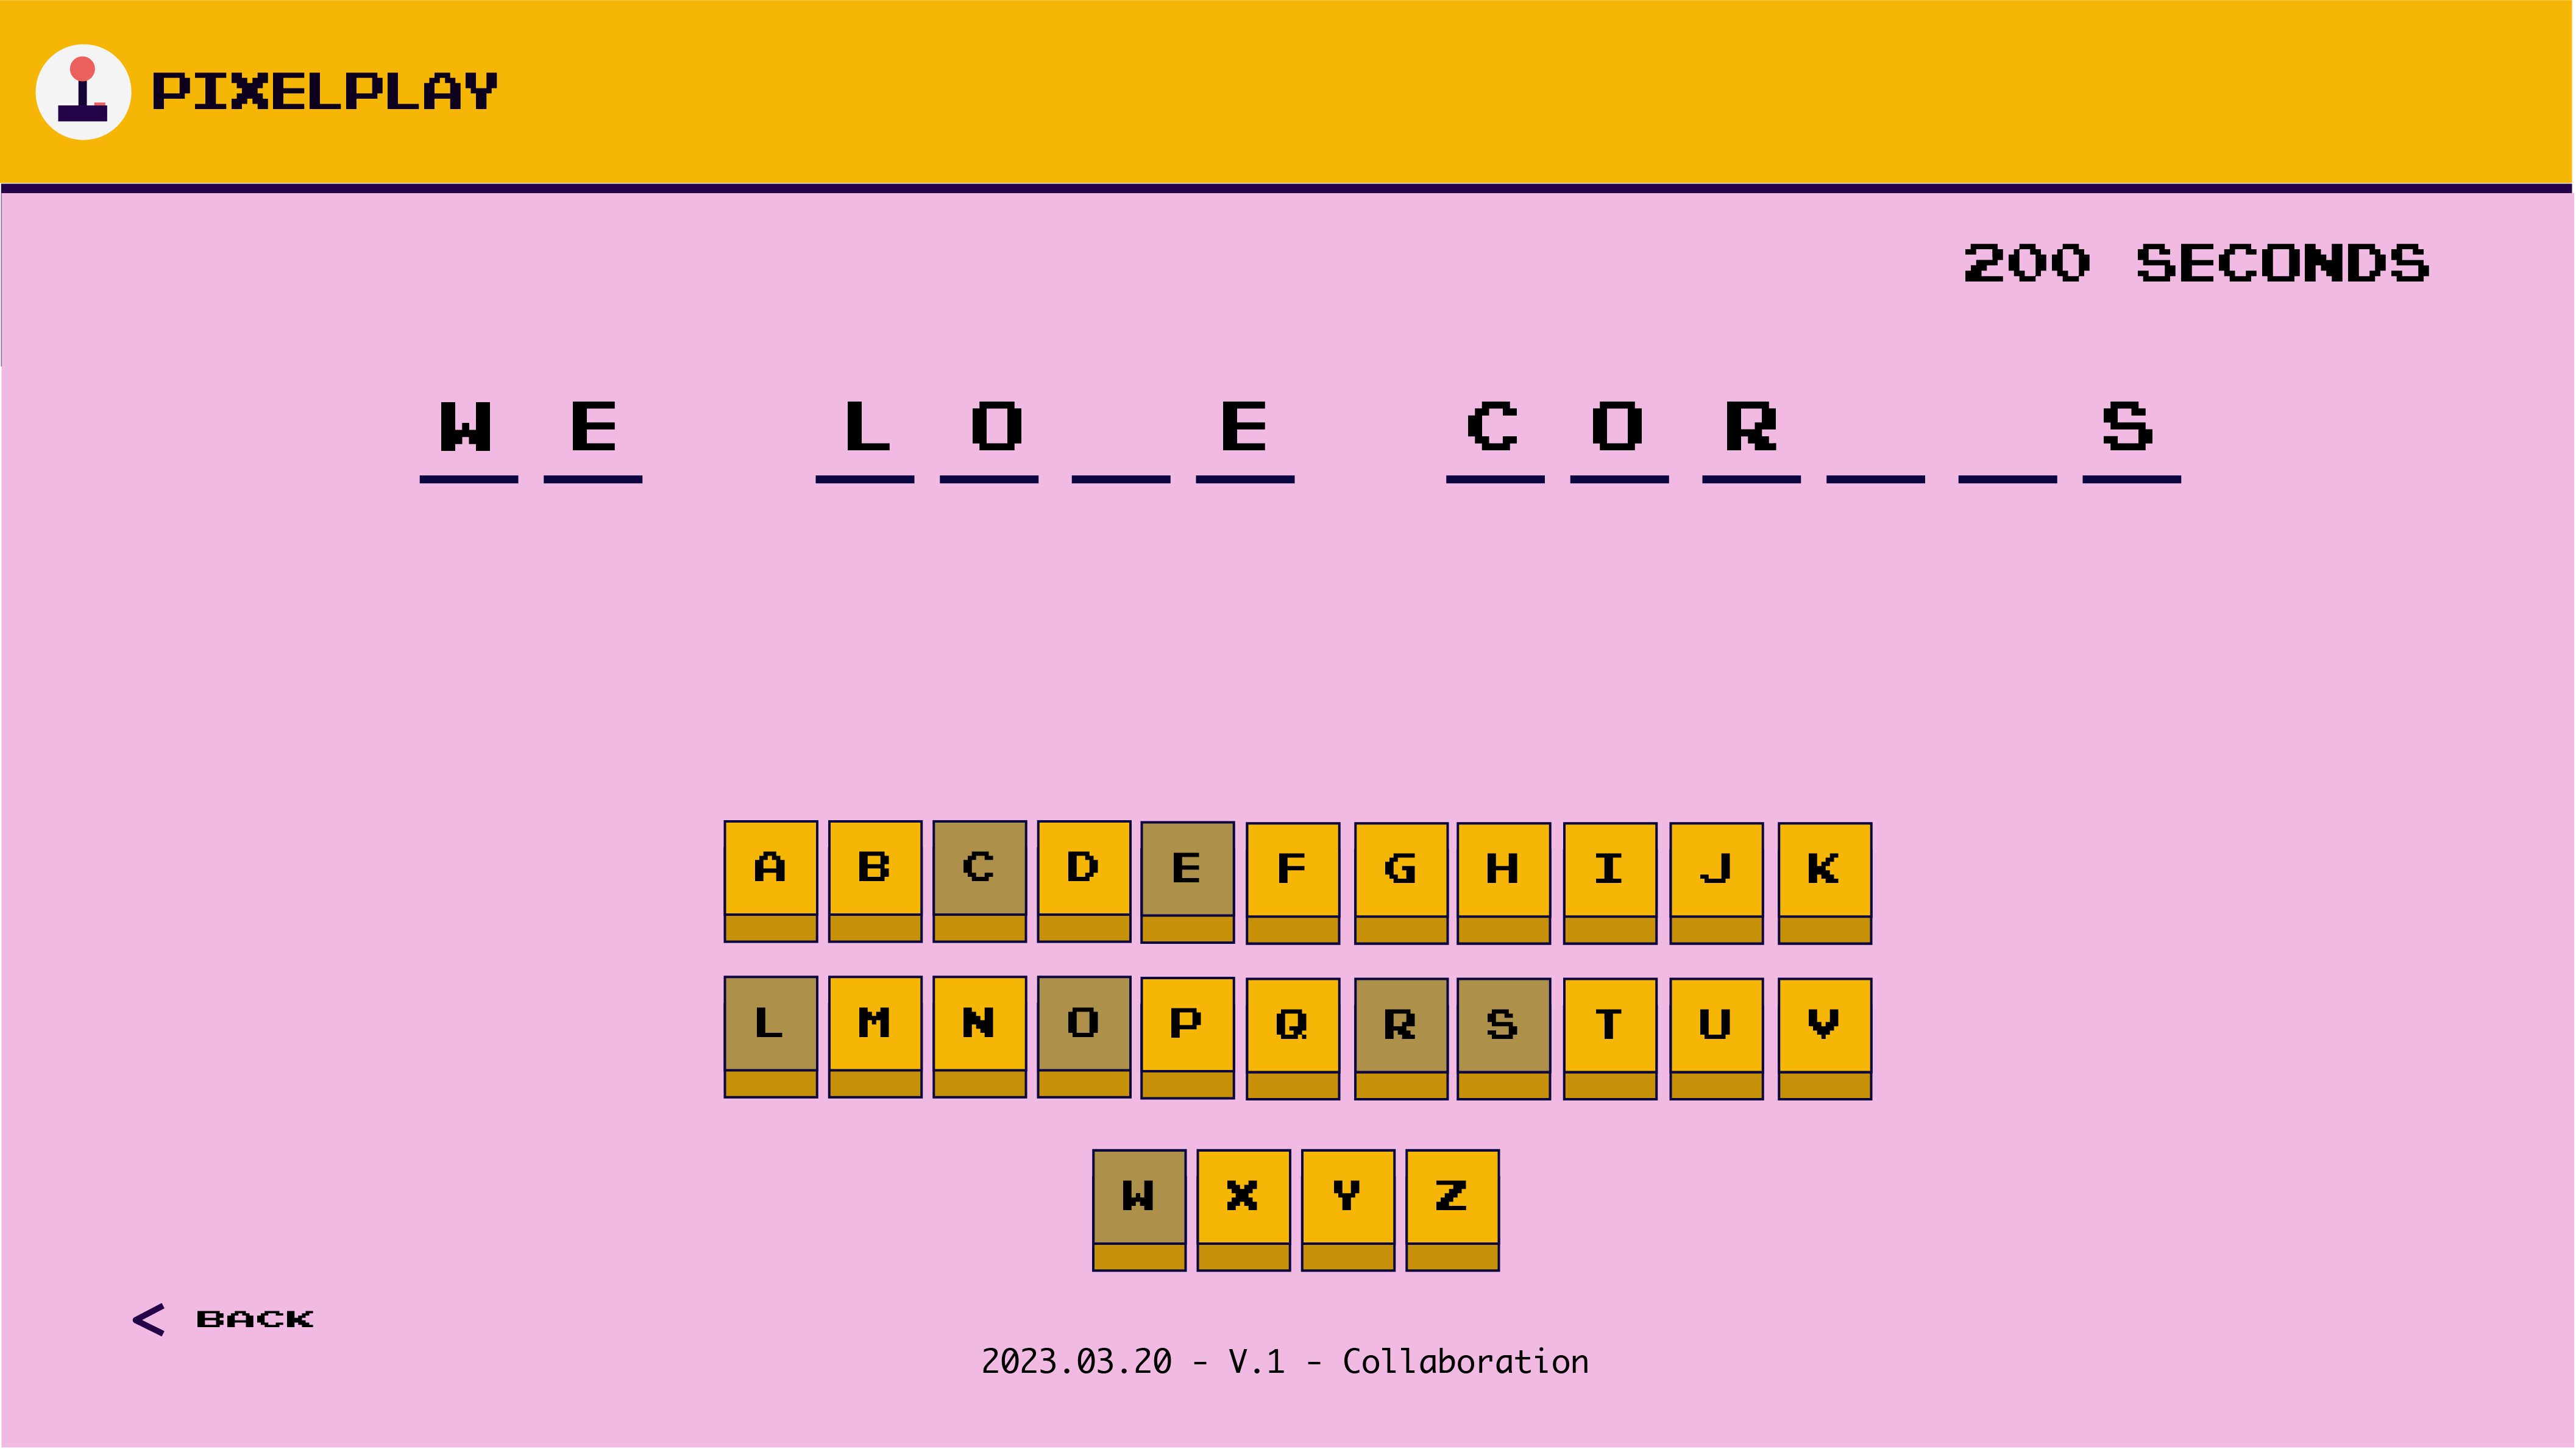 PIXELPLAY
200 SECONDS
W E L O _ E C O R _ _ S
A B C D E F G H I J K
L M N O P Q R S T U V
W X Y Z
< BACK
2023.03.20 - V.1 - Collaboration